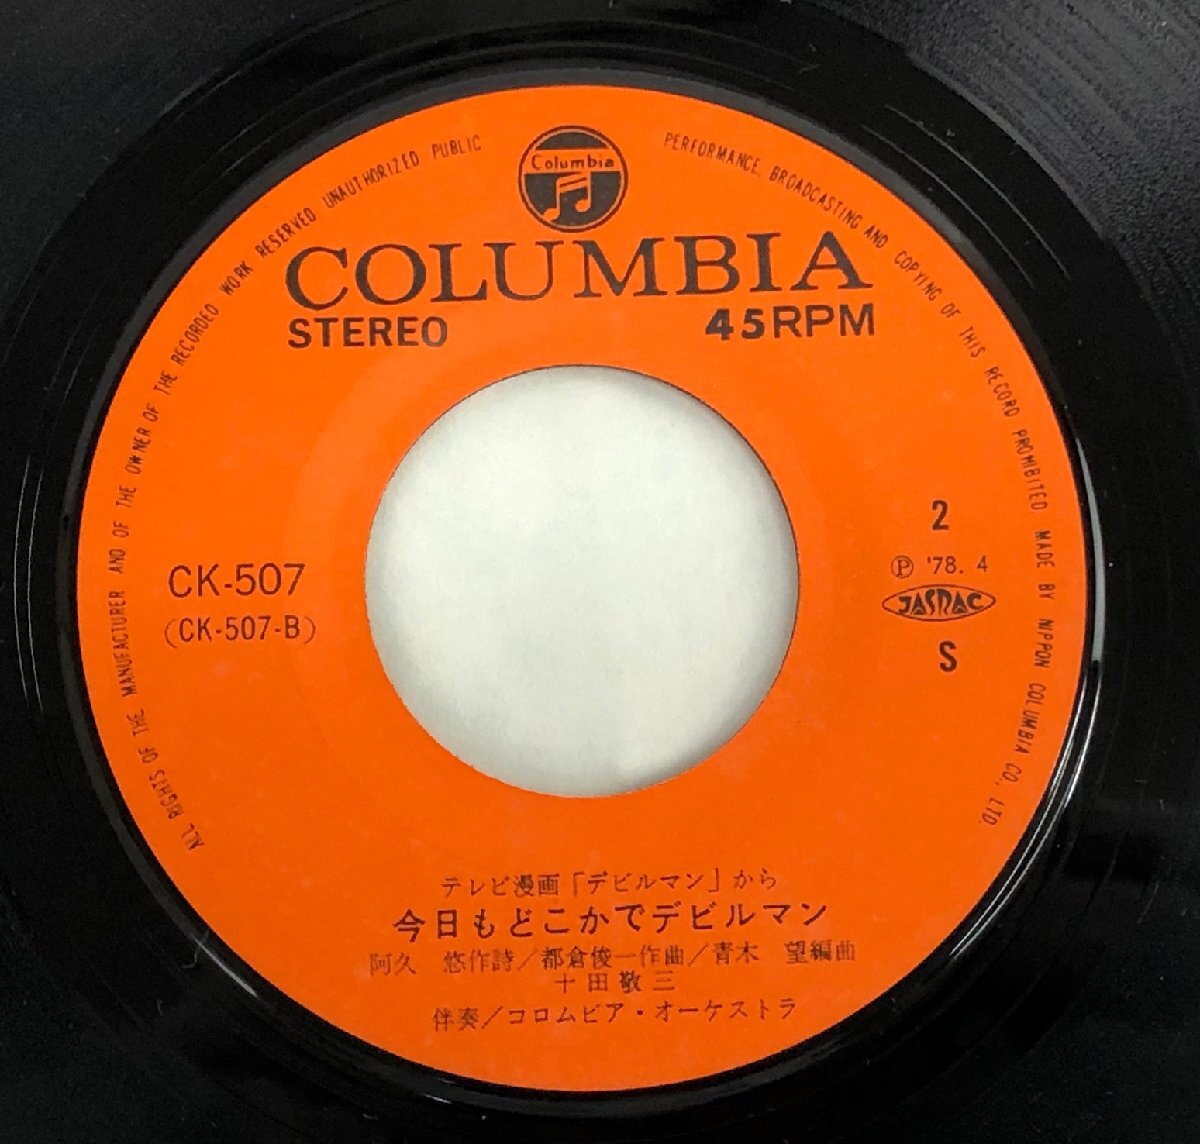 ALL RIGHTS OF THE MANUFACTURER AND OF THE OWNER OF THE RECORDED WORK RESERVED UNAUTHORIZED PUBLIC PERFORMANCE, BROADCASTING AND COPYING OF THIS RECORD PROHIBITED MADE BY NIPPON COLUMBIA CO., LTD.
Columbia
COLUMBIA
STEREO 45RPM
2
CK-507
Ⓟ '78. 4
(CK-507-B)
JASRAC
S
テレビ漫画「デビルマン」から
今日もどこかでデビルマン
阿久 悠作詩/都倉俊一作曲/青木 望編曲
十田敬三
伴奏/コロムビア・オーケストラ